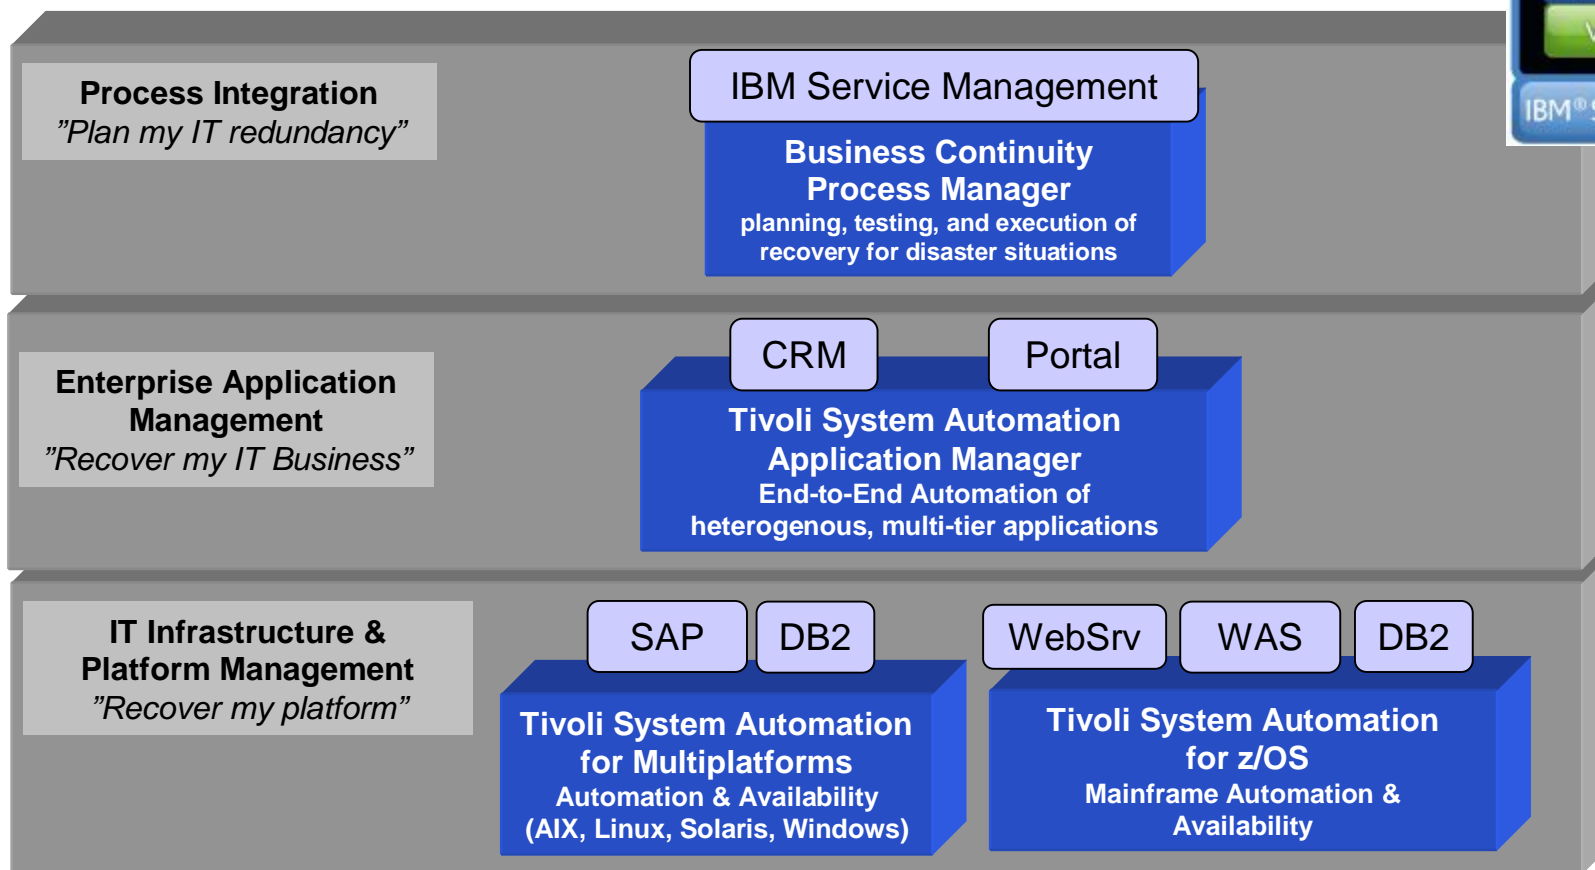 Process Integration
”Plan my IT redundancy”
IBM Service Management
Business Continuity
Process Manager
planning, testing, and execution of
recovery for disaster situations
IBM®
Enterprise Application
Management
”Recover my IT Business”
CRM
Portal
Tivoli System Automation
Application Manager
End-to-End Automation of
heterogenous, multi-tier applications
IT Infrastructure &
Platform Management
”Recover my platform”
SAP
DB2
Tivoli System Automation
for Multiplatforms
Automation & Availability
(AIX, Linux, Solaris, Windows)
WebSrv
WAS
DB2
Tivoli System Automation
for z/OS
Mainframe Automation &
Availability